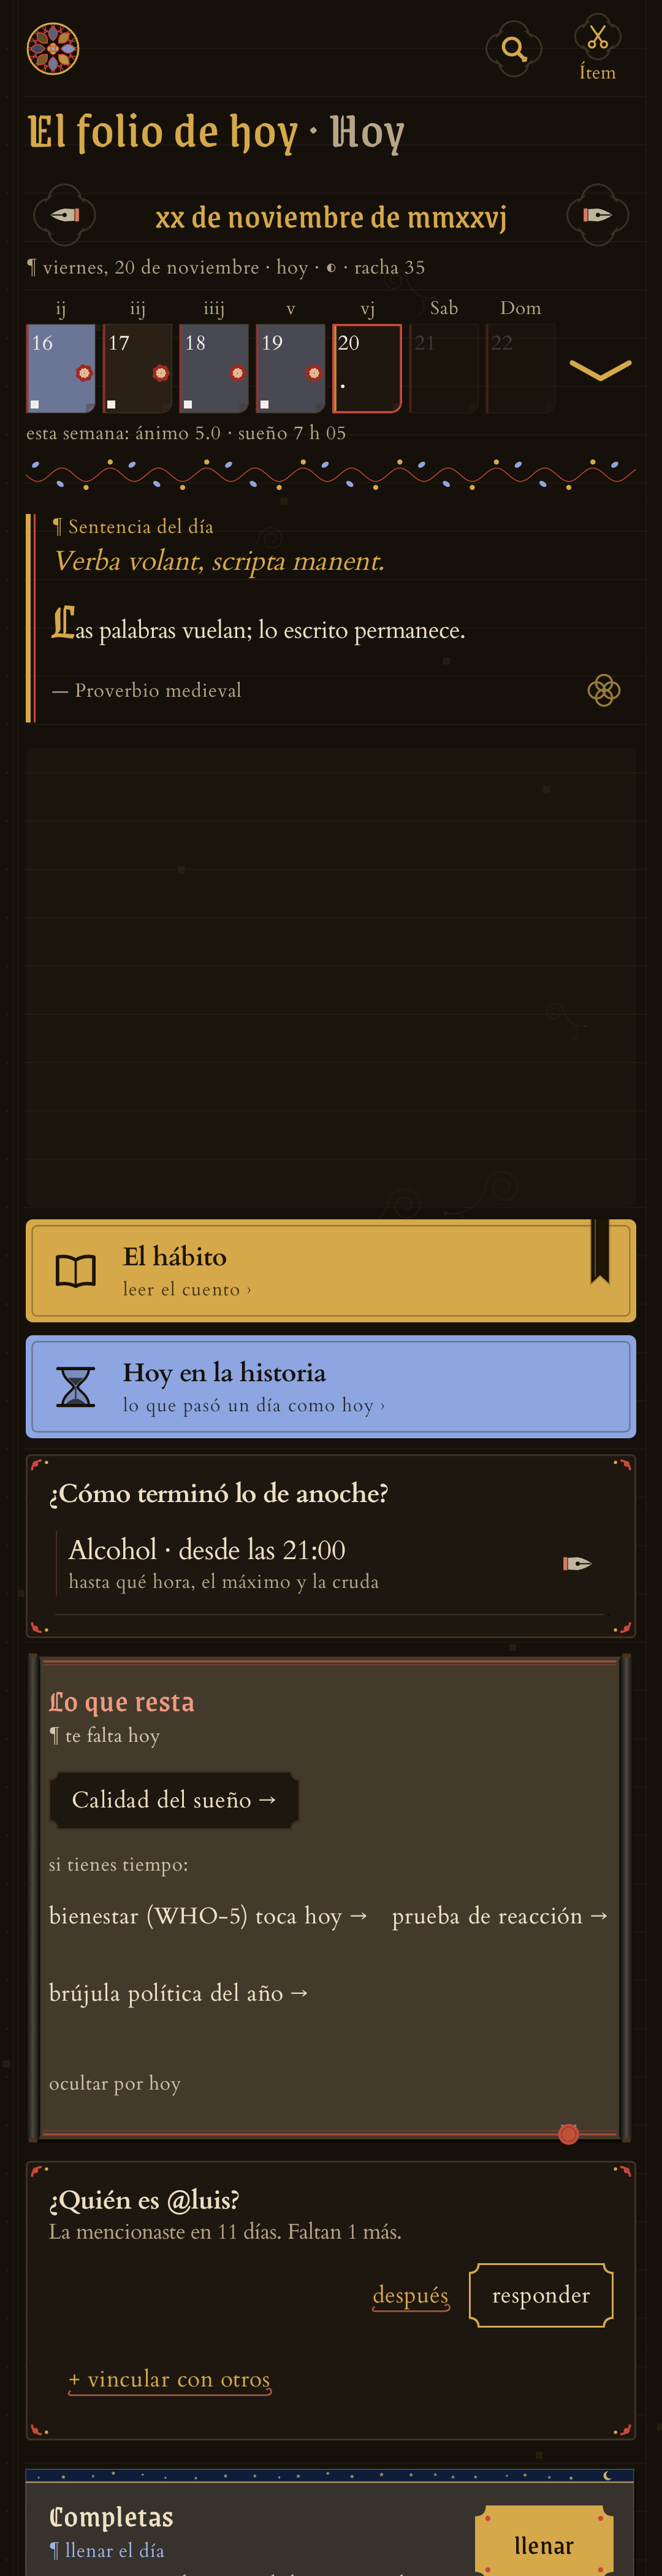 Ítem
El folio de hoy · Hoy
xx de noviembre de mmxxvj
¶ viernes, 20 de noviembre · hoy · ◐ · racha 35
ij iij iiij v vj Sab Dom
16 17 18 19 20 21 22
esta semana: ánimo 5.0 · sueño 7 h 05
¶ Sentencia del día
Verba volant, scripta manent.
Las palabras vuelan; lo escrito permanece.
— Proverbio medieval
El hábito
leer el cuento ›
Hoy en la historia
lo que pasó un día como hoy ›
¿Cómo terminó lo de anoche?
Alcohol · desde las 21:00
hasta qué hora, el máximo y la cruda
Lo que resta
¶ te falta hoy
Calidad del sueño →
si tienes tiempo:
bienestar (WHO-5) toca hoy → prueba de reacción →
brújula política del año →
ocultar por hoy
¿Quién es @luis?
La mencionaste en 11 días. Faltan 1 más.
después responder
+ vincular con otros
Completas
¶ llenar el día
llenar